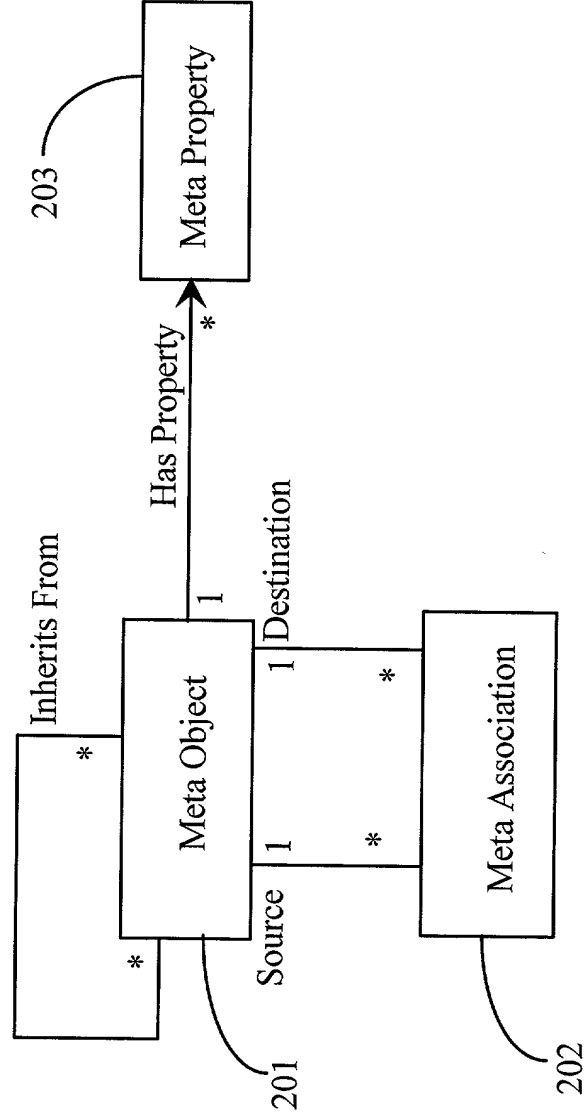 Inherits From
*
*
Meta Object
201
1
Has Property
*
Meta Property
203
Source
1
1
Destination
*
*
Meta Association
202